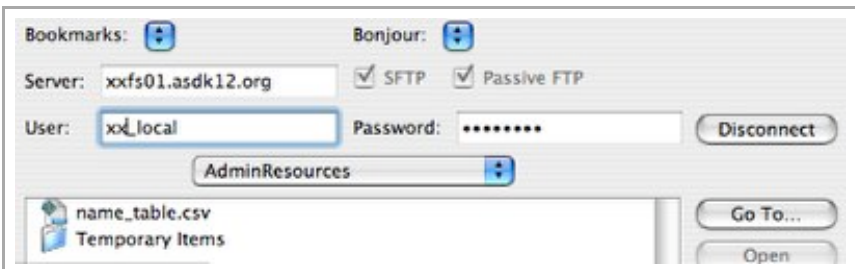 Bookmarks: Bonjour:
Server: xxfs01.asdk12.org SFTP Passive FTP
User: xx_local Password: •••••••• Disconnect
AdminResources
name_table.csv Go To...
Temporary Items
Open